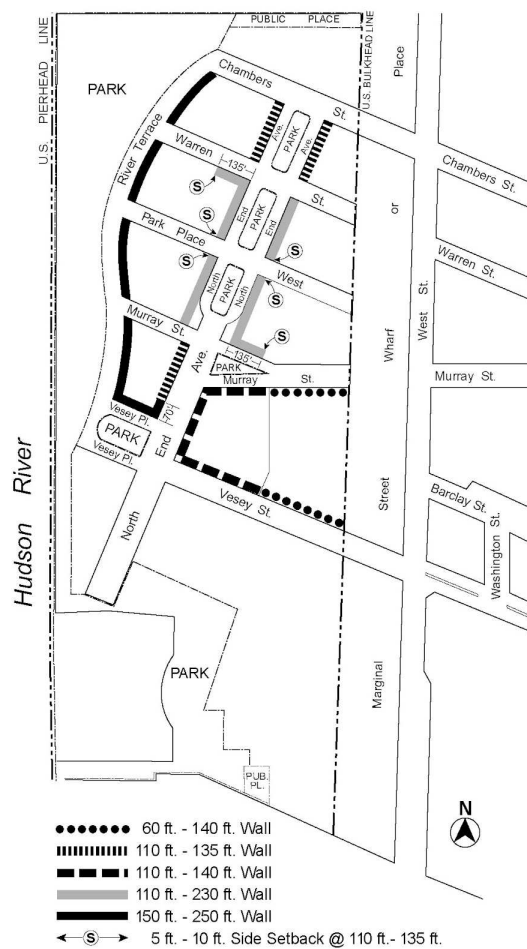 PUBLIC PLACE
U.S. PIERHEAD LINE
U.S. BULKHEAD LINE
Place
PARK
Chambers
St.
River Terrace
Ave.
PARK
Ave.
Chambers St.
Warren
135'
St.
S
S
End
PARK
End
S
or
Park Place
West
Warren St.
S
North
PARK
North
S
West St.
Wharf
Murray St.
S
135'
Ave.
PARK
Murray St.
Murray St.
Vesey Pl.
70'
PARK
End
Vesey Pl.
Vesey St.
Street
Barclay St.
Washington St.
North
Hudson River
PARK
Marginal
PUB. PL.
N
60 ft. - 140 ft. Wall
110 ft. - 135 ft. Wall
110 ft. - 140 ft. Wall
110 ft. - 230 ft. Wall
150 ft. - 250 ft. Wall
S 5 ft. - 10 ft. Side Setback @ 110 ft.- 135 ft.